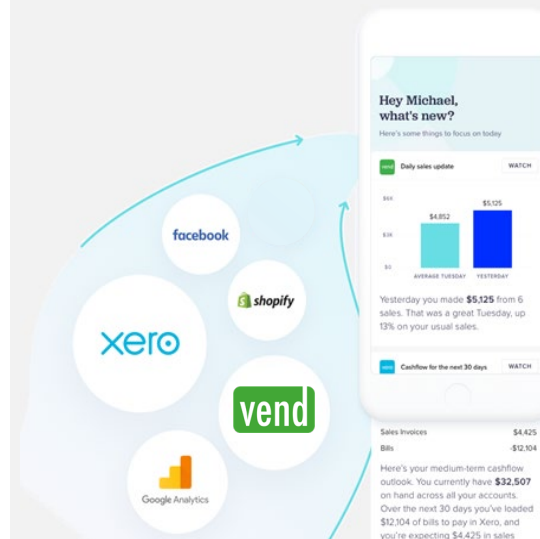 facebook
shopify
xero
vend
Google Analytics
Hey Michael,
what's new?
Here's some things to focus on today
vend Daily sales update WATCH
$6K
$3K
$0
$4,852
$5,125
AVERAGE TUESDAY YESTERDAY
Yesterday you made $5,125 from 6
sales. That was a great Tuesday, up
13% on your usual sales.
xero Cashflow for the next 30 days WATCH
Sales Invoices $4,425
Bills -$12,104
Here's your medium-term cashflow
outlook. You currently have $32,507
on hand across all your accounts.
Over the next 30 days you've loaded
$12,104 of bills to pay in Xero, and
you're expecting $4,425 in sales